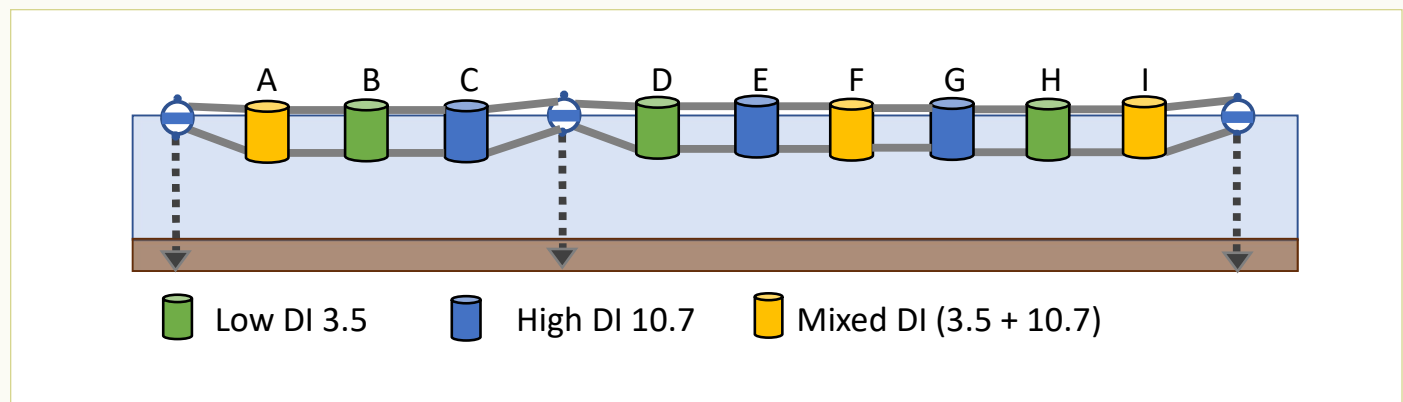 A B C D E F G H I
Low DI 3.5 High DI 10.7 Mixed DI (3.5 + 10.7)